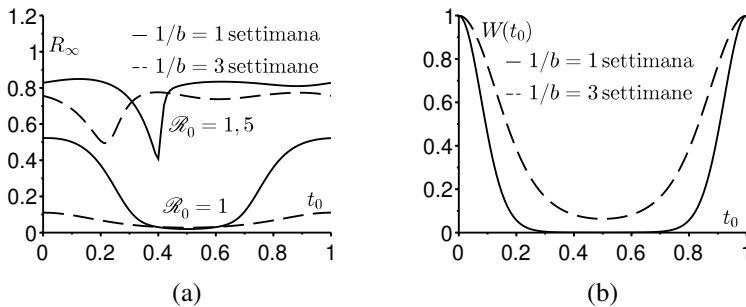 1.2
1
0.8
0.6
0.4
0.2
0
0 0.2 0.4 0.6 0.8 1.0
R∞
— 1/b = 1 settimana
-- 1/b = 3 settimane
ℛ0 = 1,5
ℛ0 = 1
t0
(a)
1
0.8
0.6
0.4
0.2
0
0 0.2 0.4 0.6 0.8 1
W(t0)
— 1/b = 1 settimana
-- 1/b = 3 settimane
t0
(b)